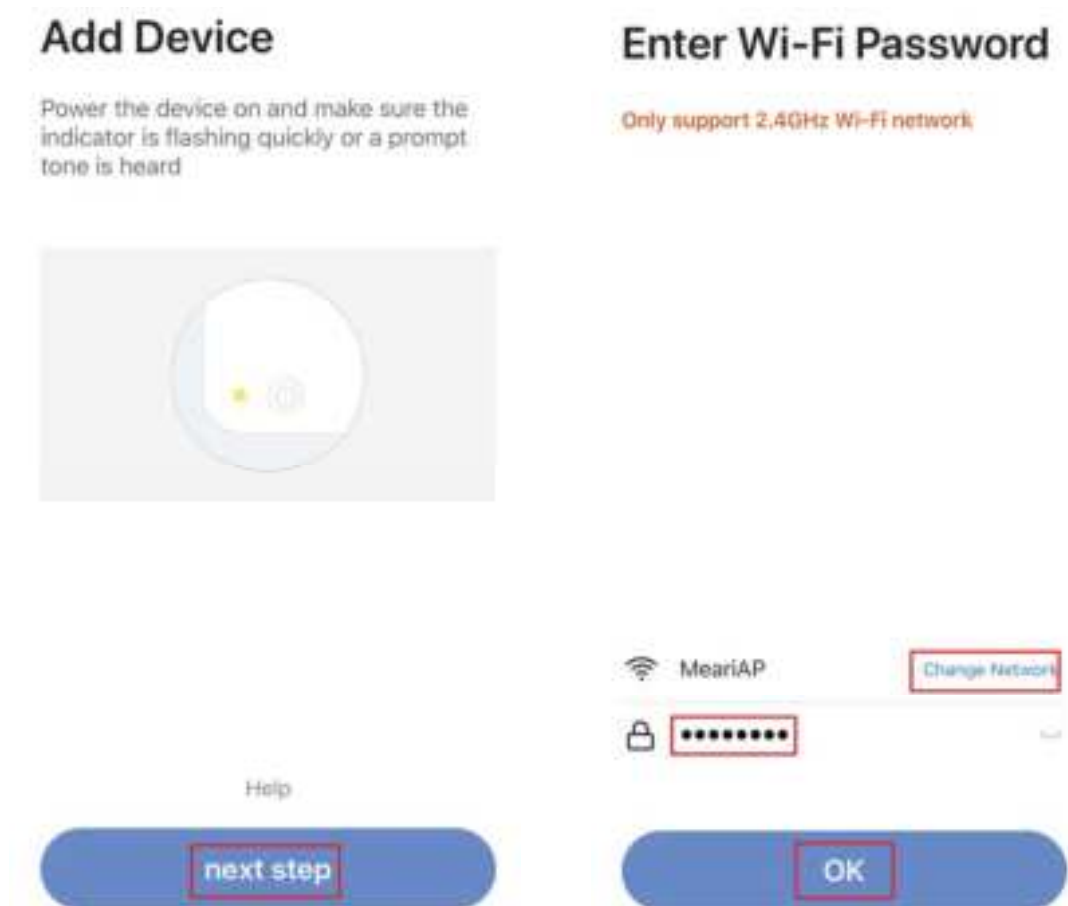 Add Device
Power the device on and make sure the
indicator is flashing quickly or a prompt
tone is heard
Help
next step
Enter Wi-Fi Password
Only support 2.4GHz Wi-Fi network
MeariAP
Change Network
••••••••
OK